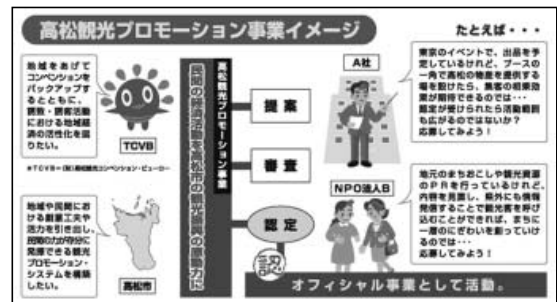 高松観光プロモーション事業イメージ
地域をあげて
コンベンションを
バックアップする
とともに、
誘致・誘客活動
における地域経
済の活性化を図
りたい。
TCVB
＊TCVB＝(財)高松観光コンベンション・ビューロー
地域や民間にお
ける創意工夫や
活力を引き出し、
民間の力が存分に
発揮できる観光
プロモーション・
システムを構築
したい。
高松市
民間の経済活動を高松市の観光振興の原動力に
高松観光プロモーション事業
提案
審査
認定
たとえば・・・
A社
東京のイベントで、出品を予
定しているけれど、ブースの
一角で高松の物産を提供する
場を設けたら、集客の相乗効
果が期待できるのでは・・・
認定が受けられたら活動範
囲も広がるのではないか？
応募してみよう！
NPO法人B
地元のまちおこしや観光資源
のPRを行っているけれど、
内容を見直し、県外にも情報
発信することで観光客を呼び
込むことができれば、まちに
一層のにぎわいを創っていけ
るのでは・・・
応募してみよう！
オフィシャル事業として活動。